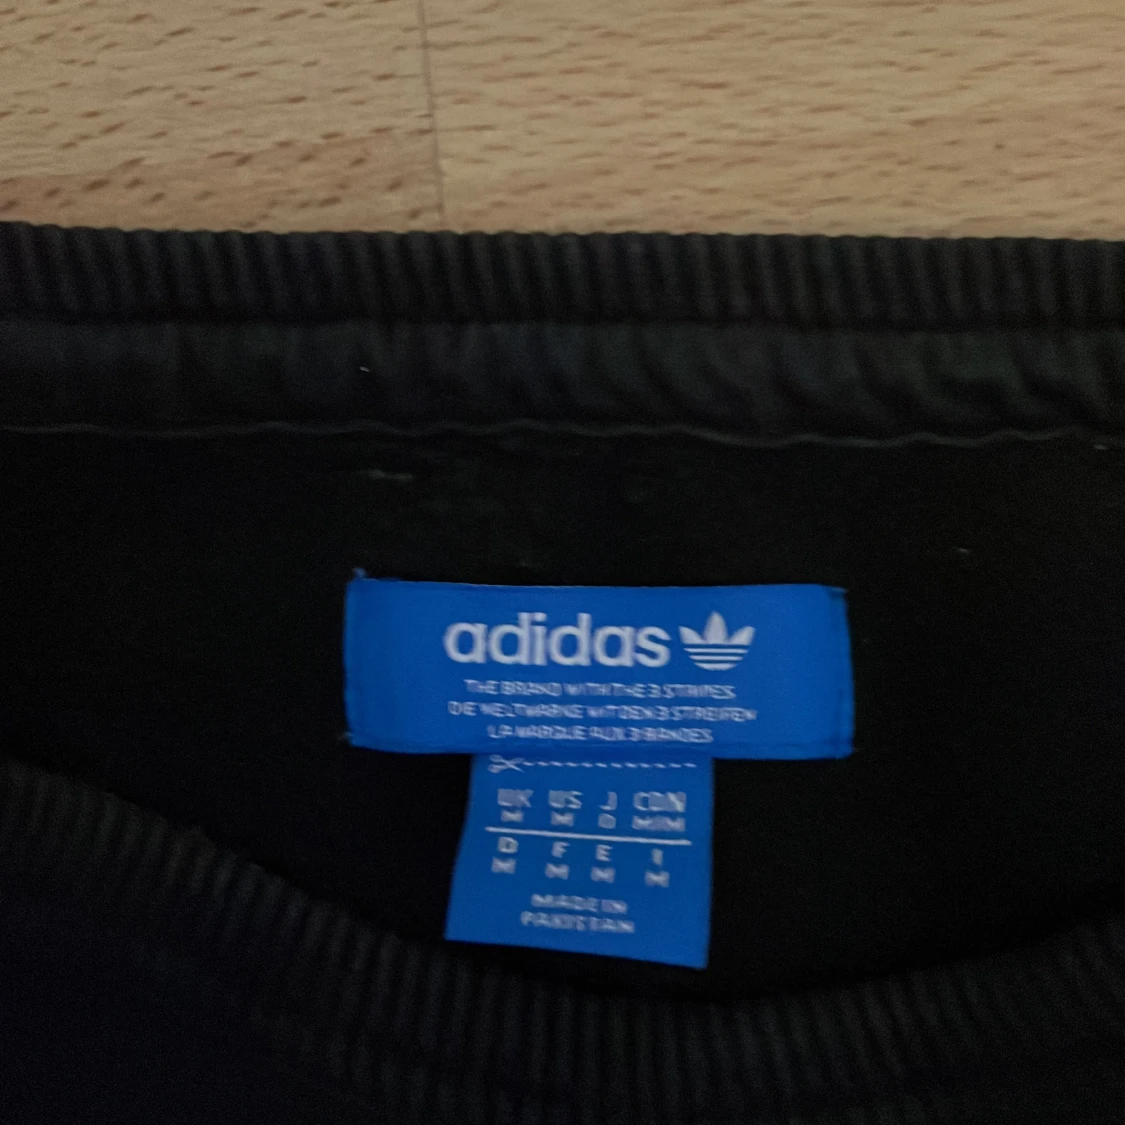 adidas
THE BRAND WITH THE 3 STRIPES
DIE WELTMARKE MIT DEN 3 STREIFEN
LA MARQUE AUX 3 BANDES
UK US J CDN
M M O M/M
D F E I
M M M M
MADE IN
PAKISTAN